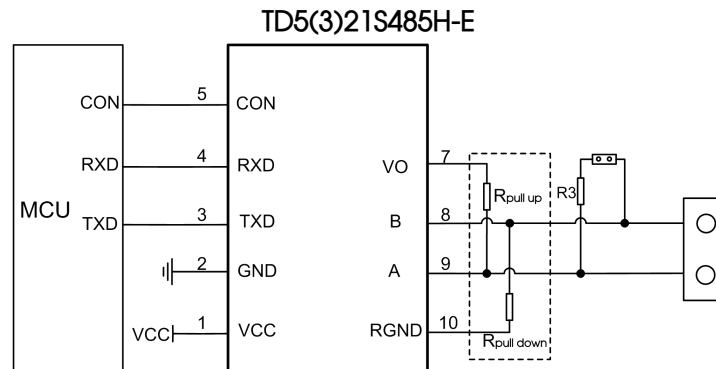 TD5(3)21S485H-E
CON 5 CON
RXD 4 RXD 7 VO
R3
Rpull up
MCU
TXD 3 TXD B 8
2 GND A 9
VCC 1 VCC RGND 10
Rpull down